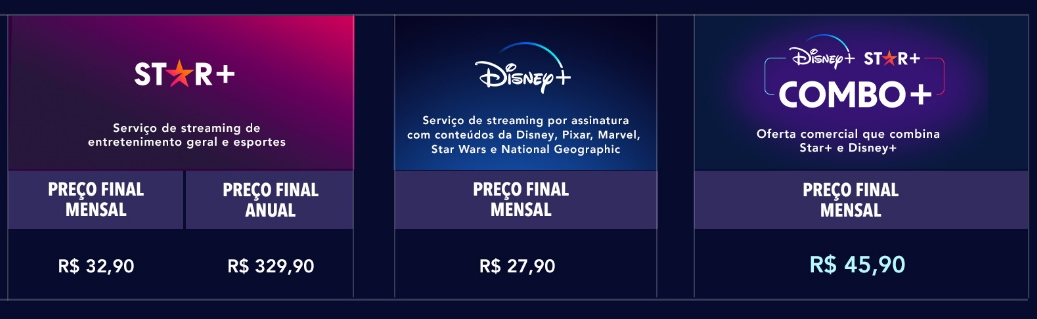 STAR+
Serviço de streaming de
entretenimento geral e esportes
PREÇO FINAL
MENSAL
PREÇO FINAL
ANUAL
R$ 32,90
R$ 329,90
Disney+
Serviço de streaming por assinatura
com conteúdos da Disney, Pixar, Marvel,
Star Wars e National Geographic
PREÇO FINAL
MENSAL
R$ 27,90
Disney+ STAR+
COMBO+
Oferta comercial que combina
Star+ e Disney+
PREÇO FINAL
MENSAL
R$ 45,90